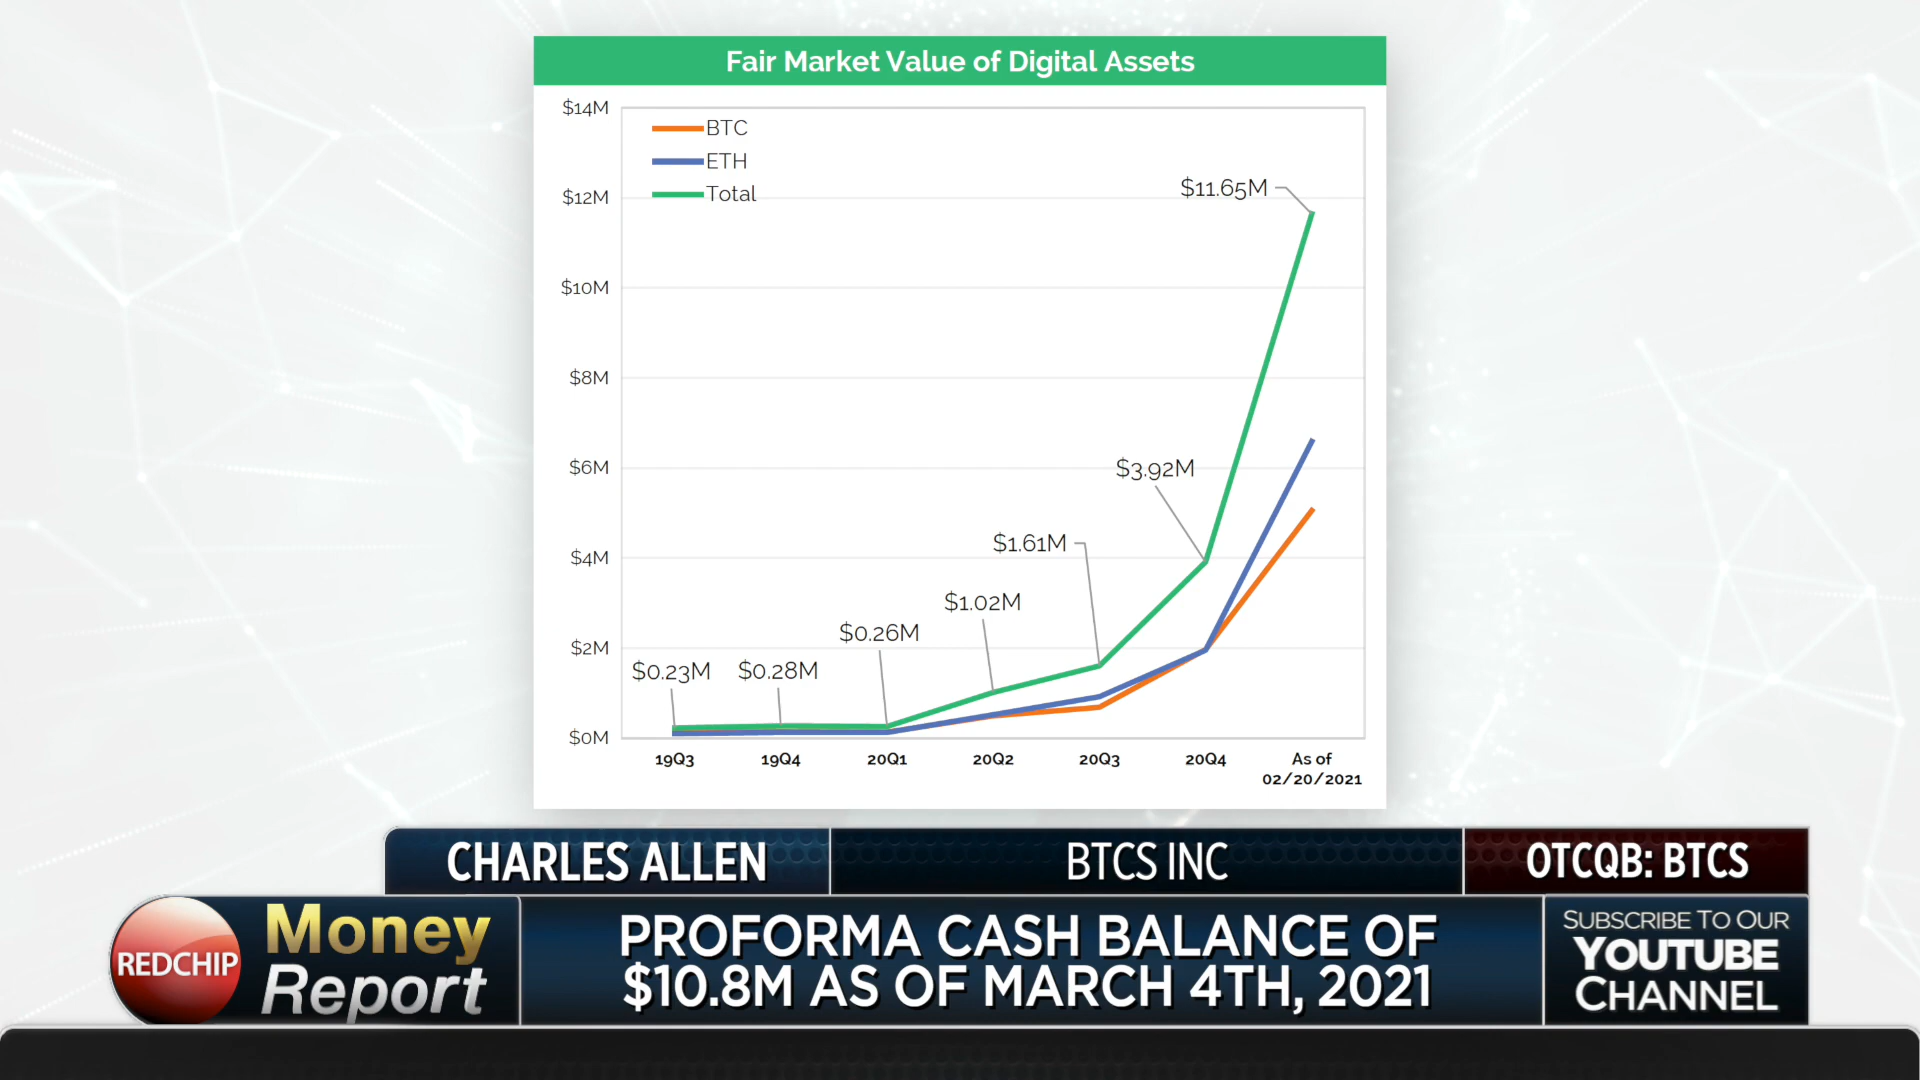 Fair Market Value of Digital Assets
$14M
$12M
$10M
$8M
$6M
$4M
$2M
$0M
BTC
ETH
Total
$0.23M
$0.28M
$0.26M
$1.02M
$1.61M
$3.92M
$11.65M
19Q3 19Q4 20Q1 20Q2 20Q3 20Q4 As of
02/20/2021
CHARLES ALLEN BTCS INC OTCQB: BTCS
REDCHIP
Money
Report
PROFORMA CASH BALANCE OF
$10.8M AS OF MARCH 4TH, 2021
SUBSCRIBE TO OUR
YOUTUBE
CHANNEL